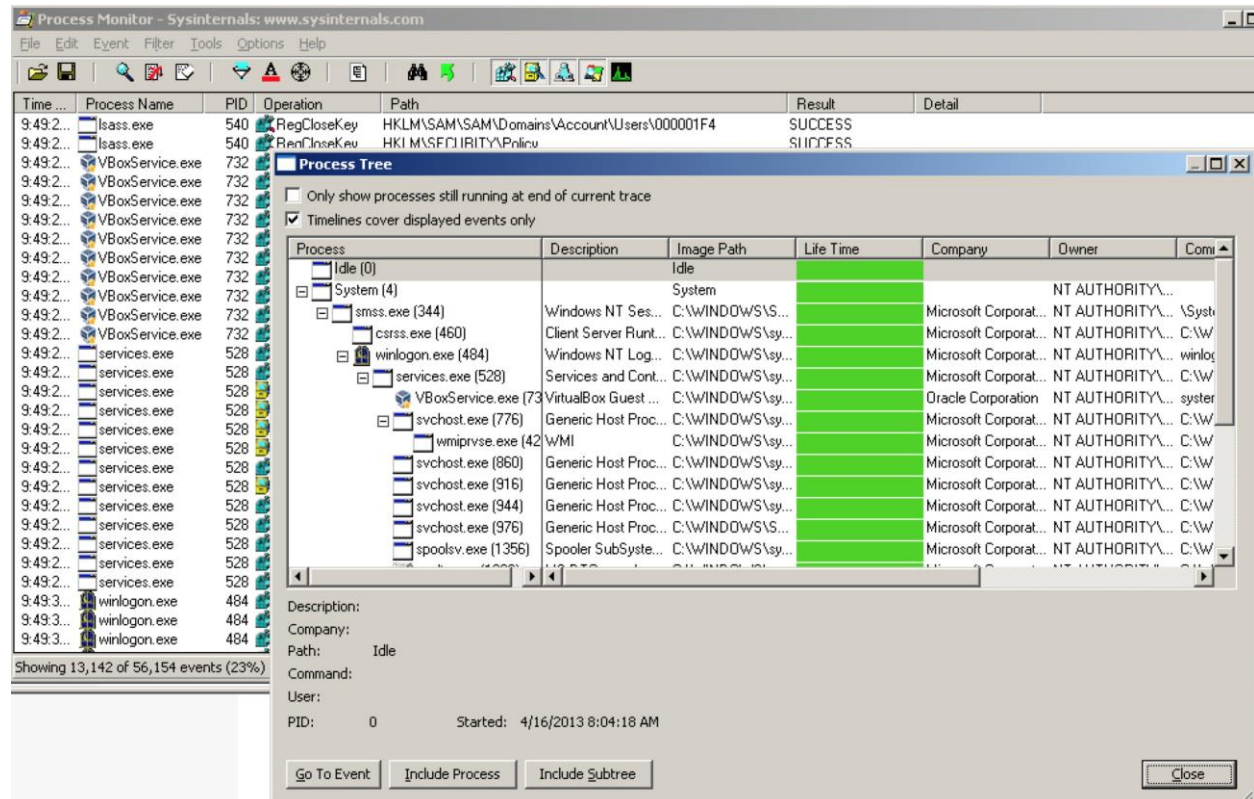 Process Monitor - Sysinternals: www.sysinternals.com
File Edit Event Filter Tools Options Help
Time ... Process Name PID Operation Path Result Detail
9:49:2... lsass.exe 540 RegCloseKey HKLM\SAM\SAM\Domains\Account\Users\000001F4 SUCCESS
9:49:2... lsass.exe 540 RegCloseKey HKLM\SECURITY\Policy SUCCESS
9:49:2... VBoxService.exe 732
9:49:2... VBoxService.exe 732
9:49:2... VBoxService.exe 732
9:49:2... VBoxService.exe 732
9:49:2... VBoxService.exe 732
9:49:2... VBoxService.exe 732
9:49:2... VBoxService.exe 732
9:49:2... VBoxService.exe 732
9:49:2... VBoxService.exe 732
9:49:2... VBoxService.exe 732
9:49:2... services.exe 528
9:49:2... services.exe 528
9:49:2... services.exe 528
9:49:2... services.exe 528
9:49:2... services.exe 528
9:49:2... services.exe 528
9:49:2... services.exe 528
9:49:2... services.exe 528
9:49:2... services.exe 528
9:49:2... services.exe 528
9:49:2... services.exe 528
9:49:2... services.exe 528
9:49:2... services.exe 528
9:49:3... winlogon.exe 484
9:49:3... winlogon.exe 484
9:49:3... winlogon.exe 484
Showing 13,142 of 56,154 events (23%)
Process Tree
Only show processes still running at end of current trace
Timelines cover displayed events only
Process Description Image Path Life Time Company Owner Com
Idle (0) Idle
System (4) System NT AUTHORITY\...
smss.exe (344) Windows NT Ses... C:\WINDOWS\S... Microsoft Corporat... NT AUTHORITY\... \Syst
csrss.exe (460) Client Server Runt... C:\WINDOWS\sy... Microsoft Corporat... NT AUTHORITY\... C:\W
winlogon.exe (484) Windows NT Log... C:\WINDOWS\sy... Microsoft Corporat... NT AUTHORITY\... winlog
services.exe (528) Services and Cont... C:\WINDOWS\sy... Microsoft Corporat... NT AUTHORITY\... C:\W
VBoxService.exe (73 VirtualBox Guest ... C:\WINDOWS\sy... Oracle Corporation NT AUTHORITY\... system
svchost.exe (776) Generic Host Proc... C:\WINDOWS\sy... Microsoft Corporat... NT AUTHORITY\... C:\W
wmiprvse.exe (42 WMI C:\WINDOWS\sy... Microsoft Corporat... NT AUTHORITY\... C:\W
svchost.exe (860) Generic Host Proc... C:\WINDOWS\sy... Microsoft Corporat... NT AUTHORITY\... C:\W
svchost.exe (916) Generic Host Proc... C:\WINDOWS\sy... Microsoft Corporat... NT AUTHORITY\... C:\W
svchost.exe (944) Generic Host Proc... C:\WINDOWS\sy... Microsoft Corporat... NT AUTHORITY\... C:\W
svchost.exe (976) Generic Host Proc... C:\WINDOWS\S... Microsoft Corporat... NT AUTHORITY\... C:\W
spoolsv.exe (1356) Spooler SubSyste... C:\WINDOWS\sy... Microsoft Corporat... NT AUTHORITY\... C:\W
Description:
Company:
Path: Idle
Command:
User:
PID: 0 Started: 4/16/2013 8:04:18 AM
Go To Event Include Process Include Subtree Close